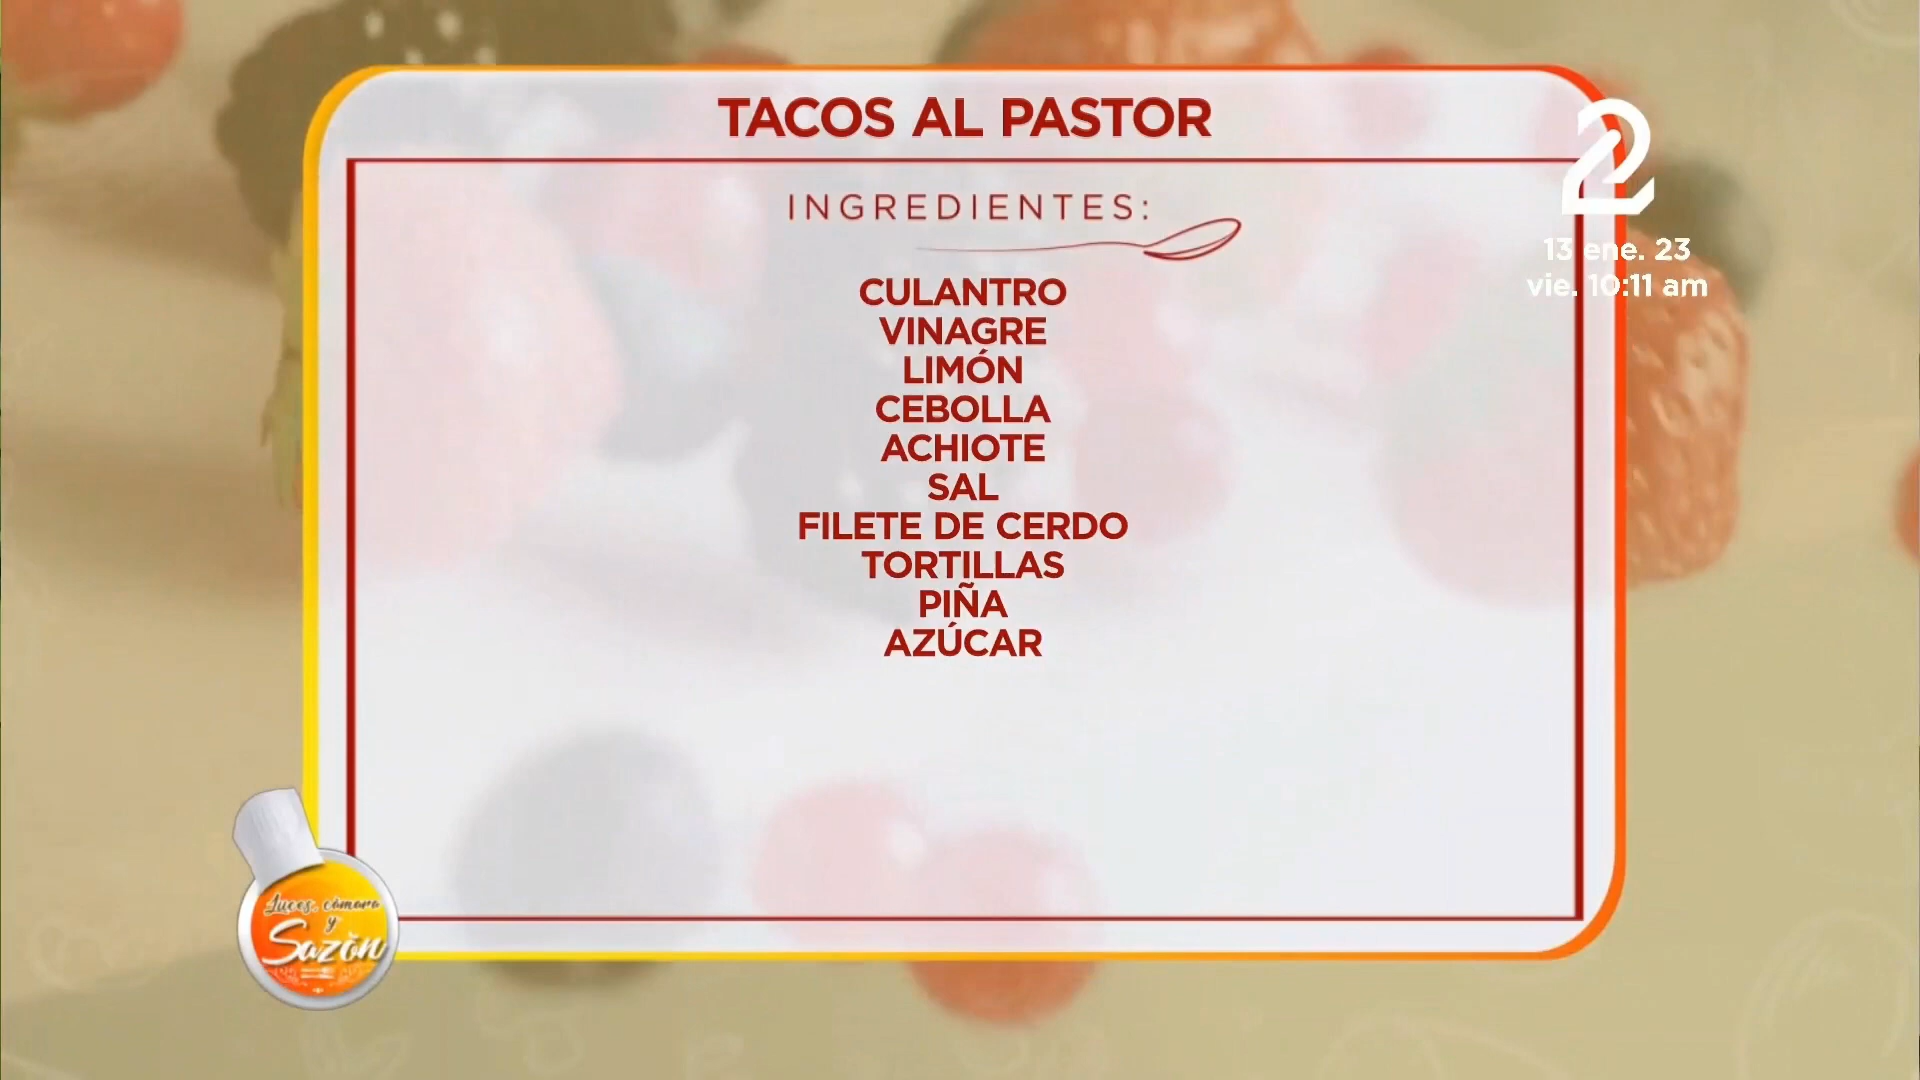 TACOS AL PASTOR
INGREDIENTES:
CULANTRO
VINAGRE
LIMÓN
CEBOLLA
ACHIOTE
SAL
FILETE DE CERDO
TORTILLAS
PIÑA
AZÚCAR
2
13 ene. 23
vie. 10:11 am
Luces, cámara
y
Sazón